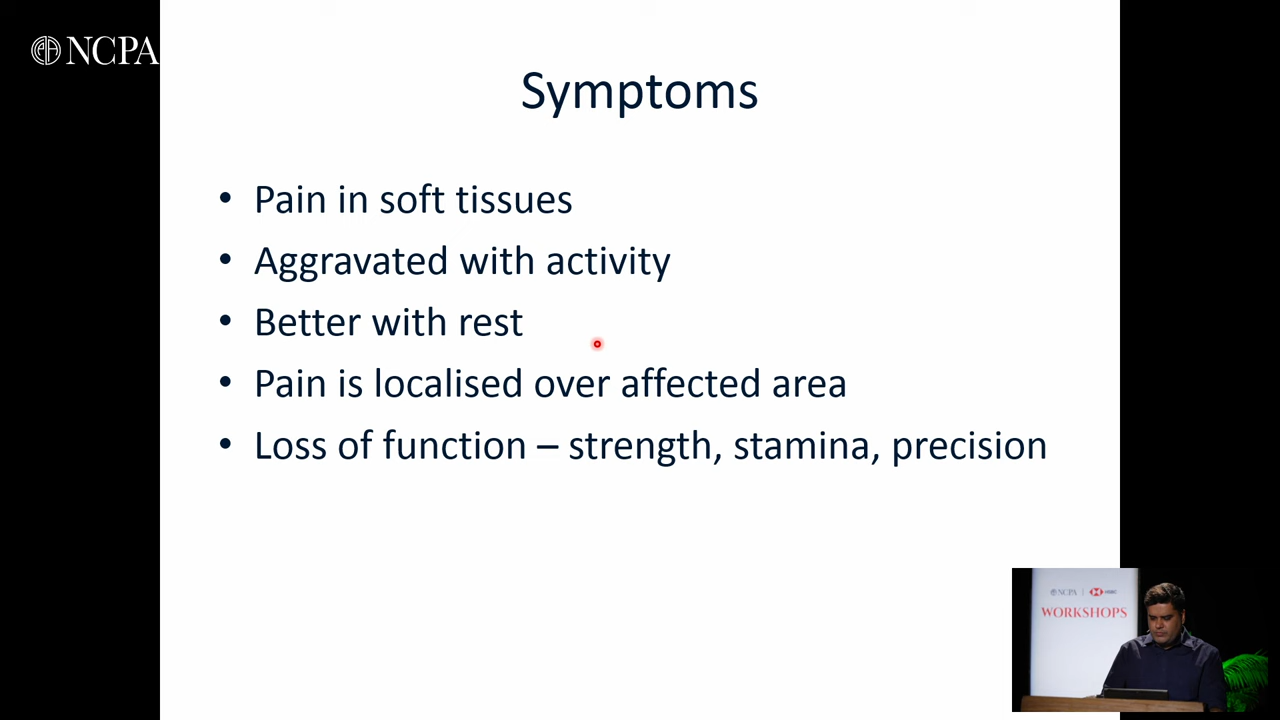 NCPA
Symptoms
• Pain in soft tissues
• Aggravated with activity
• Better with rest
• Pain is localised over affected area
• Loss of function – strength, stamina, precision
NCPA | HSBC
WORKSHOPS